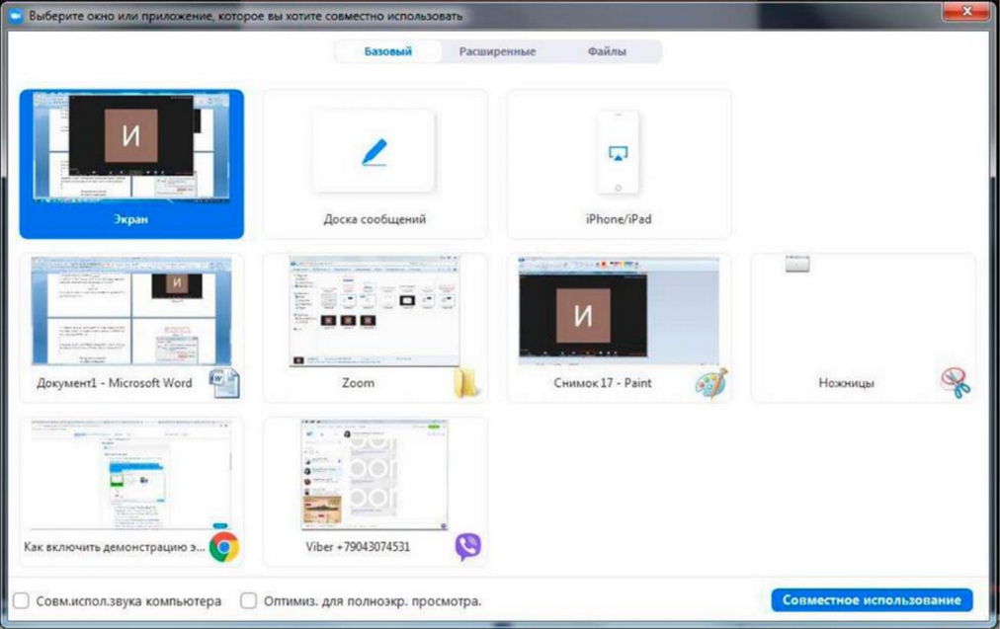 Выберите окно или приложение, которое вы хотите совместно использовать
Базовый
Расширенные
Файлы
И
Экран
Доска сообщений
iPhone/iPad
И
И
Документ1 - Microsoft Word
Zoom
Снимок 17 - Paint
Ножницы
Как включить демонстрацию э...
Viber +79043074531
Совм.испол.звука компьютера
Оптимиз. для полноэкр. просмотра.
Совместное использование